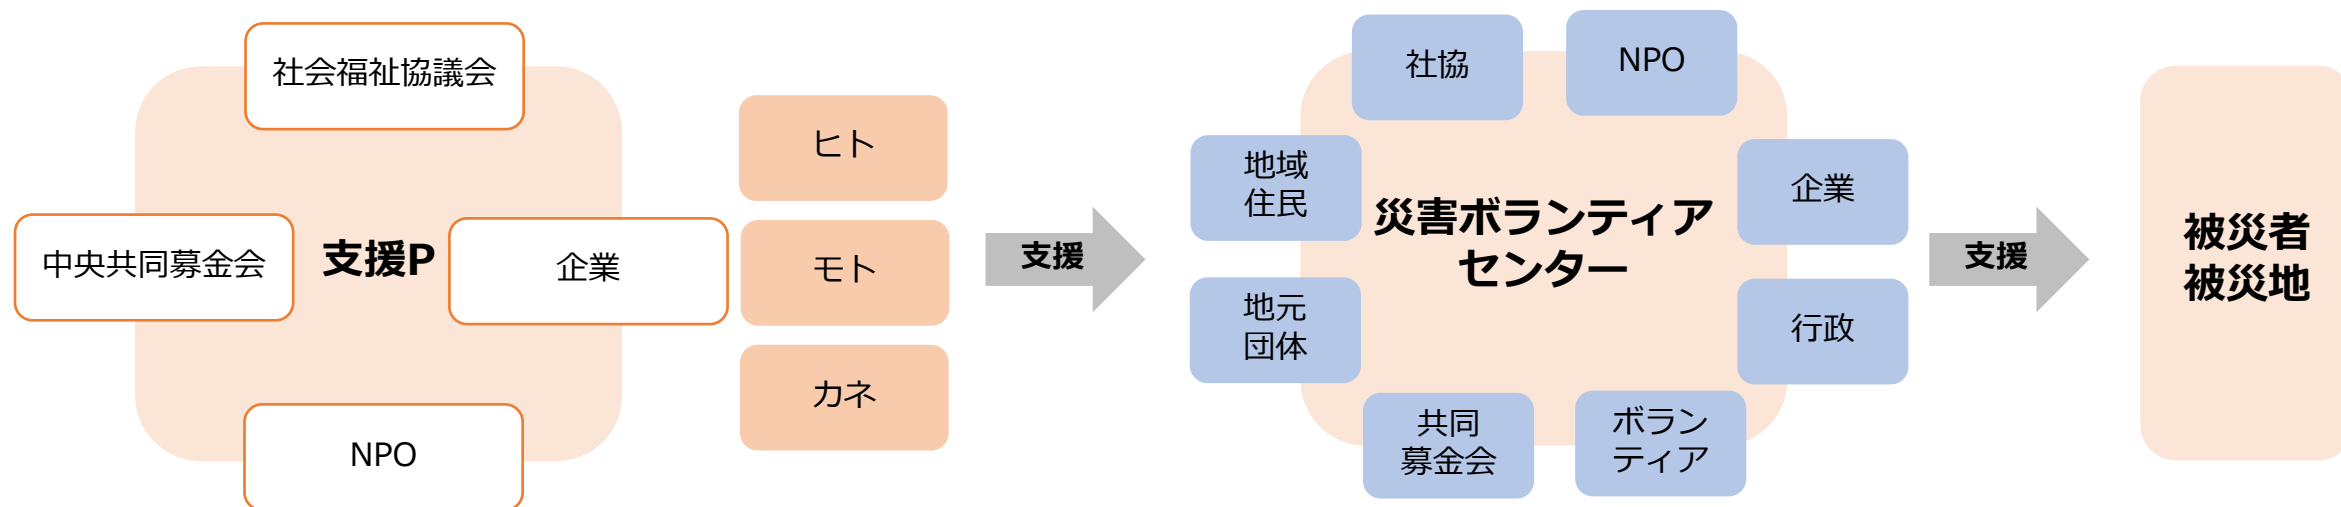 社会福祉協議会
中央共同募金会
支援P
企業
NPO
ヒト
モト
カネ
支援
社協
NPO
地域
住民
企業
災害ボランティア
センター
地元
団体
行政
共同
募金会
ボラン
ティア
支援
被災者
被災地